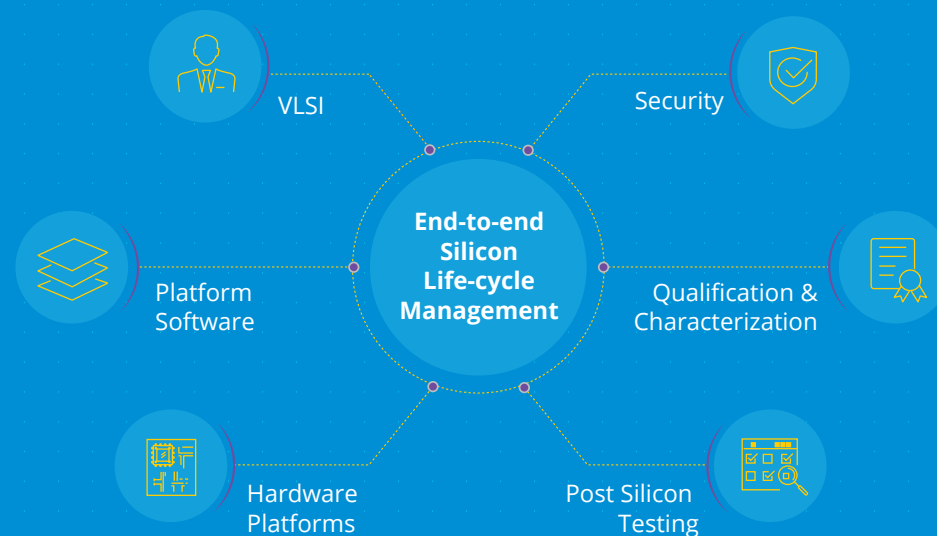 VLSI
Security
End-to-end
Silicon
Life-cycle
Management
Platform
Software
Qualification &
Characterization
Hardware
Platforms
Post Silicon
Testing